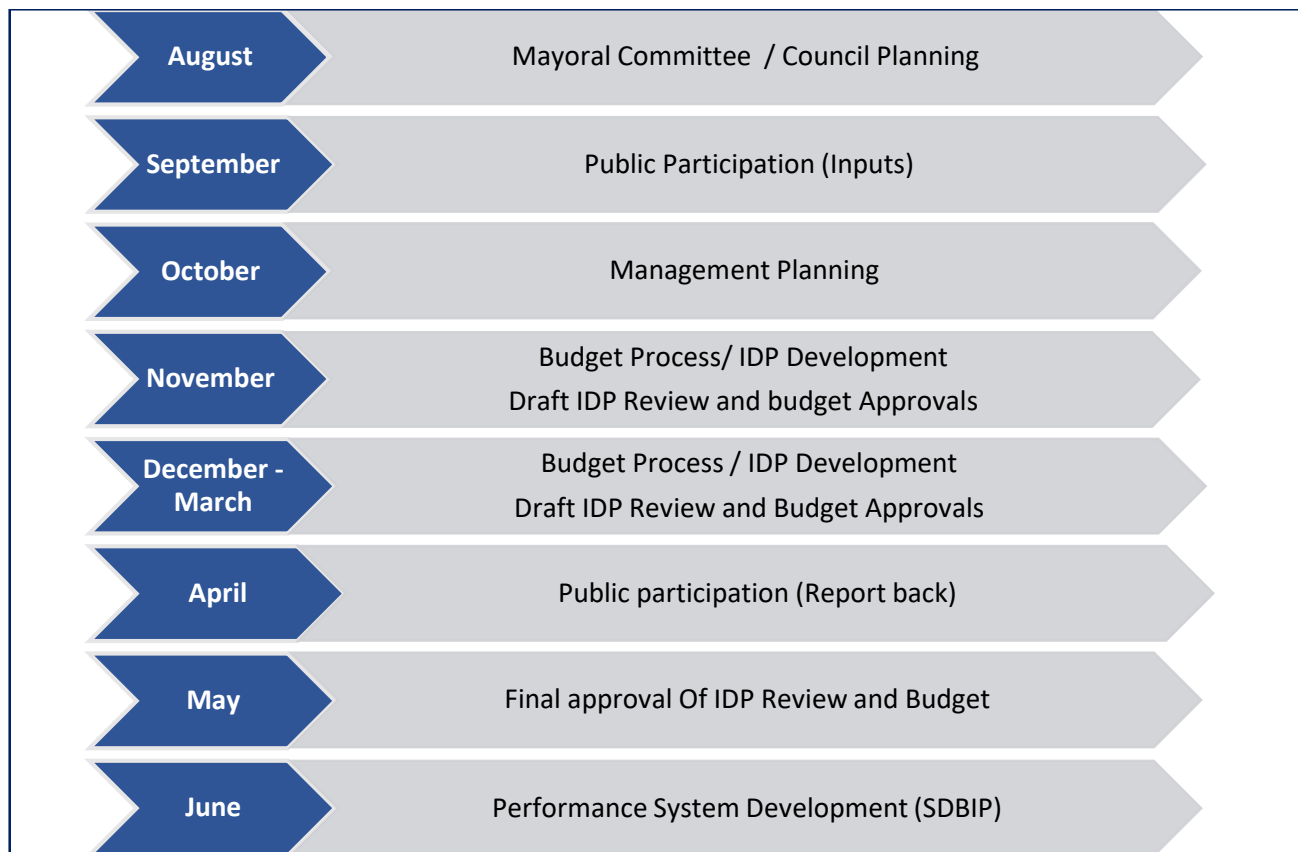 August
Mayoral Committee / Council Planning
September
Public Participation (Inputs)
October
Management Planning
November
Budget Process/ IDP Development
Draft IDP Review and budget Approvals
December -
March
Budget Process / IDP Development
Draft IDP Review and Budget Approvals
April
Public participation (Report back)
May
Final approval Of IDP Review and Budget
June
Performance System Development (SDBIP)